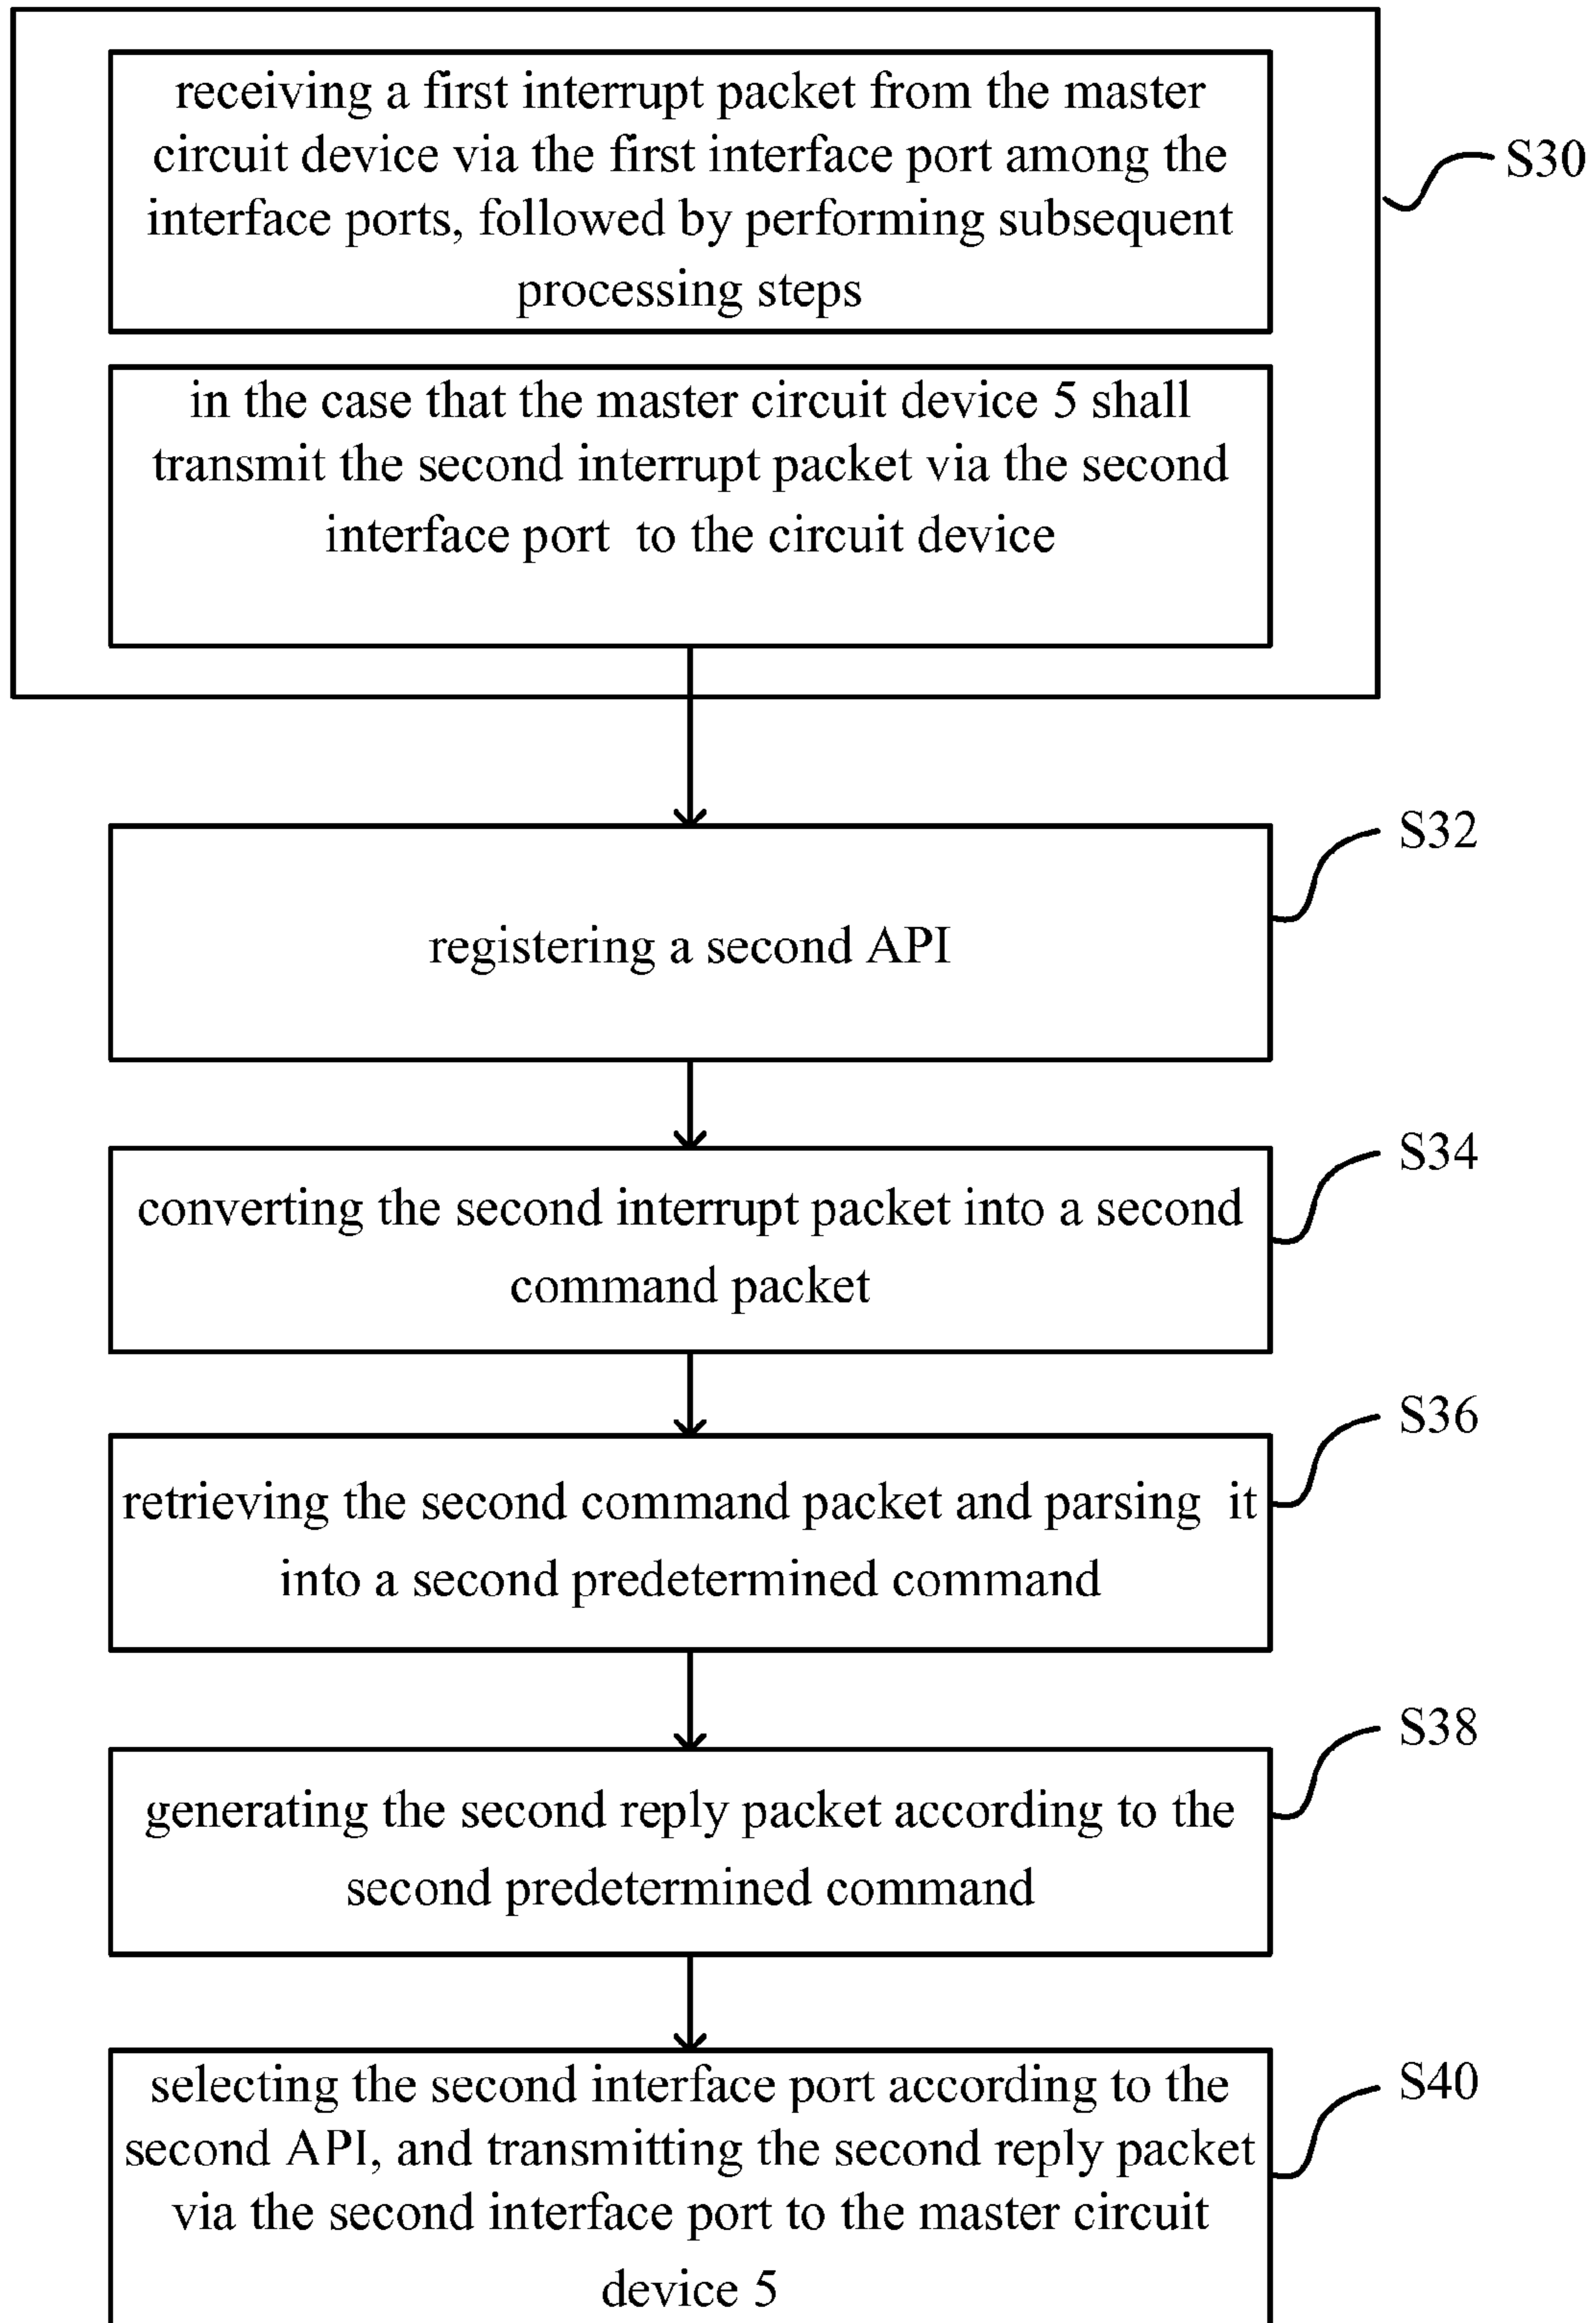 receiving a first interrupt packet from the master
circuit device via the first interface port among the
interface ports, followed by performing subsequent
processing steps
S30
in the case that the master circuit device 5 shall
transmit the second interrupt packet via the second
interface port to the circuit device
S32
registering a second API
S34
converting the second interrupt packet into a second
command packet
S36
retrieving the second command packet and parsing it
into a second predetermined command
S38
generating the second reply packet according to the
second predetermined command
S40
selecting the second interface port according to the
second API, and transmitting the second reply packet
via the second interface port to the master circuit
device 5